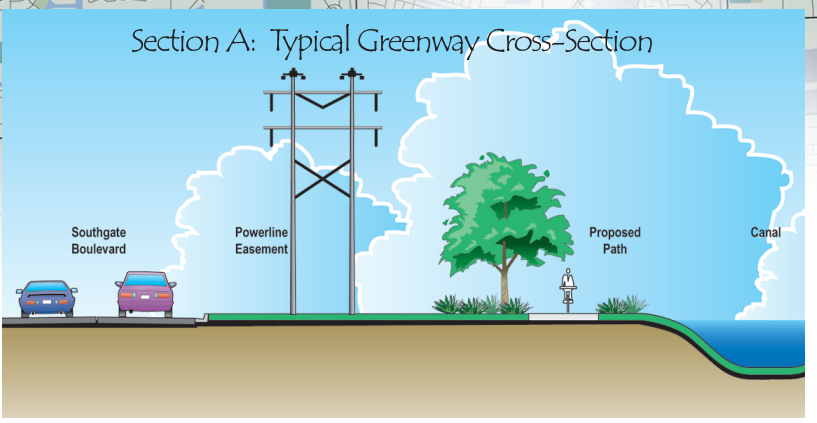 Section A: Typical Greenway Cross-Section
Southgate
Boulevard
Powerline
Easement
Proposed
Path
Canal